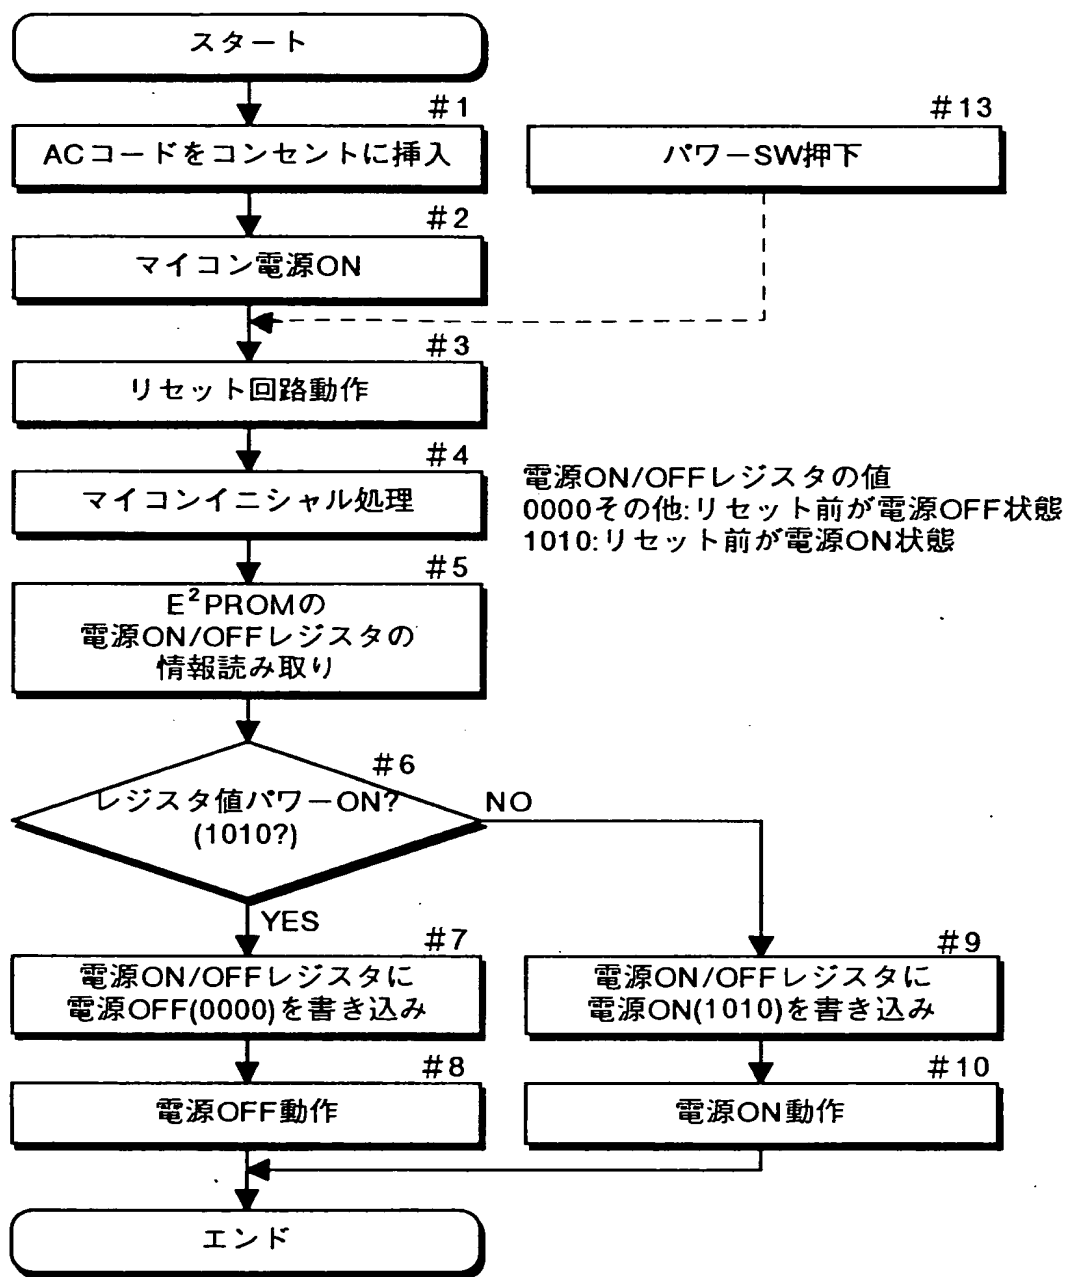 スタート
#1
ACコードをコンセントに挿入
#13
パワーSW押下
#2
マイコン電源ON
#3
リセット回路動作
#4
マイコンイニシャル処理
電源ON/OFFレジスタの値
0000その他:リセット前が電源OFF状態
1010:リセット前が電源ON状態
#5
E²PROMの
電源ON/OFFレジスタの
情報読み取り
#6
レジスタ値パワーON?
(1010?)
NO
YES
#7
電源ON/OFFレジスタに
電源OFF(0000)を書き込み
#9
電源ON/OFFレジスタに
電源ON(1010)を書き込み
#8
電源OFF動作
#10
電源ON動作
エンド